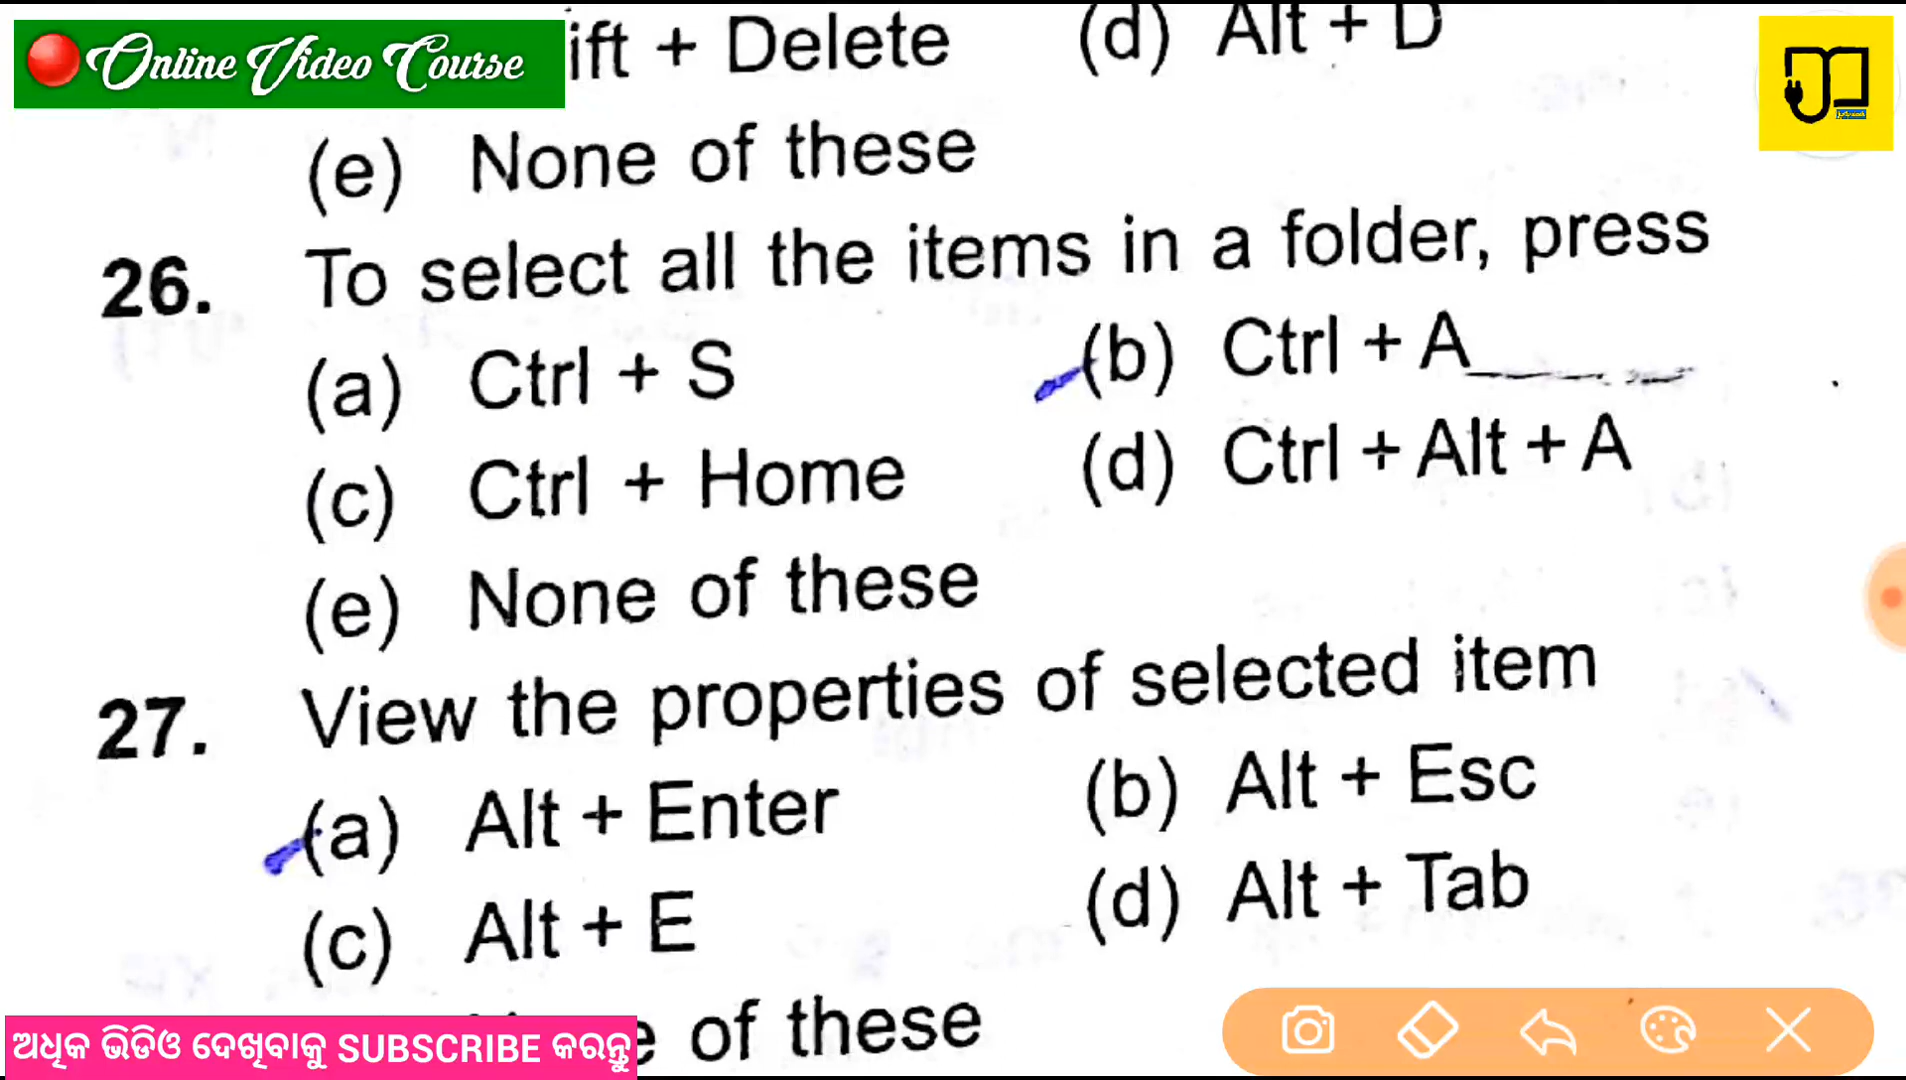 Online Video Course
ift + Delete (d) Alt + D
(e) None of these
26. To select all the items in a folder, press
(a) Ctrl + S (b) Ctrl + A
(c) Ctrl + Home (d) Ctrl + Alt + A
(e) None of these
27. View the properties of selected item
(a) Alt + Enter (b) Alt + Esc
(c) Alt + E (d) Alt + Tab
e of these
ଅଧିକ ଭିଡିଓ ଦେଖିବାକୁ SUBSCRIBE କରନ୍ତୁ